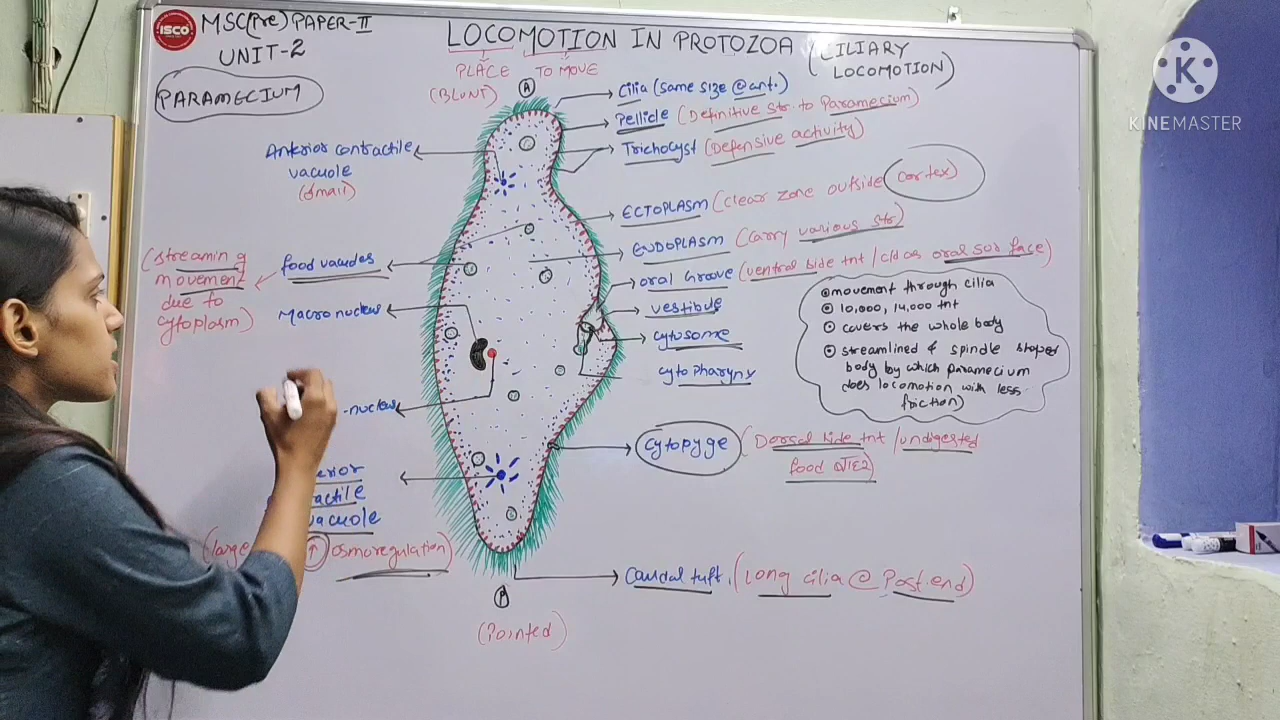 ISCO
MSC(Pre) PAPER-II
UNIT-2
LOCOMOTION IN PROTOZOA (CILIARY
LOCOMOTION)
PLACE TO MOVE
PARAMECIUM
(BLUNT)
A
Cilia (same size @ ant.)
Pellicle (Definitive str. to Paramecium)
Trichocyst (Defensive activity)
Anterior contractile
vacuole
(small)
ECTOPLASM (clear zone outside cortex)
ENDOPLASM (carry various str)
oral Groove (ventral side tnt / c/d as oral sur face)
vestibule
cytosome
cytopharynx
food vacuoles
(streaming
movement
due to
cytoplasm)
Macro nucleus
-nucleus
movement through cilia
10,000, 14,000 tnt
covers the whole body
streamlined & spindle shaped
body by which paramecium
does locomotion with less
friction)
cytopyge (Dorsal side tnt / undigested
food
erior
actile
vacuole
(large ↑ osmoregulation)
Caudal tuft. (Long cilia @ Post. end)
P
(Pointed)
K
KINEMASTER